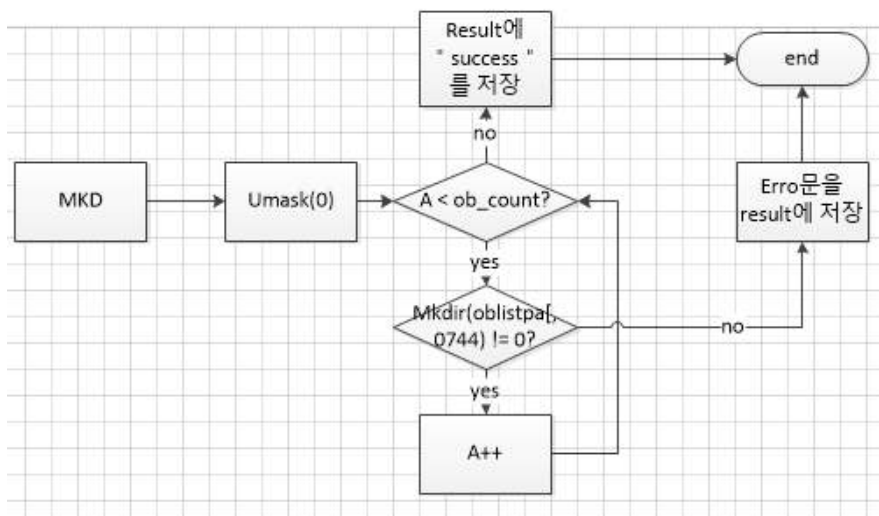 Result에
" success "
를 저장
end
no
MKD
Umask(0)
A < ob_count?
Erro문을
result에 저장
yes
Mkdir(oblistpa[,
0744) != 0?
no
yes
A++